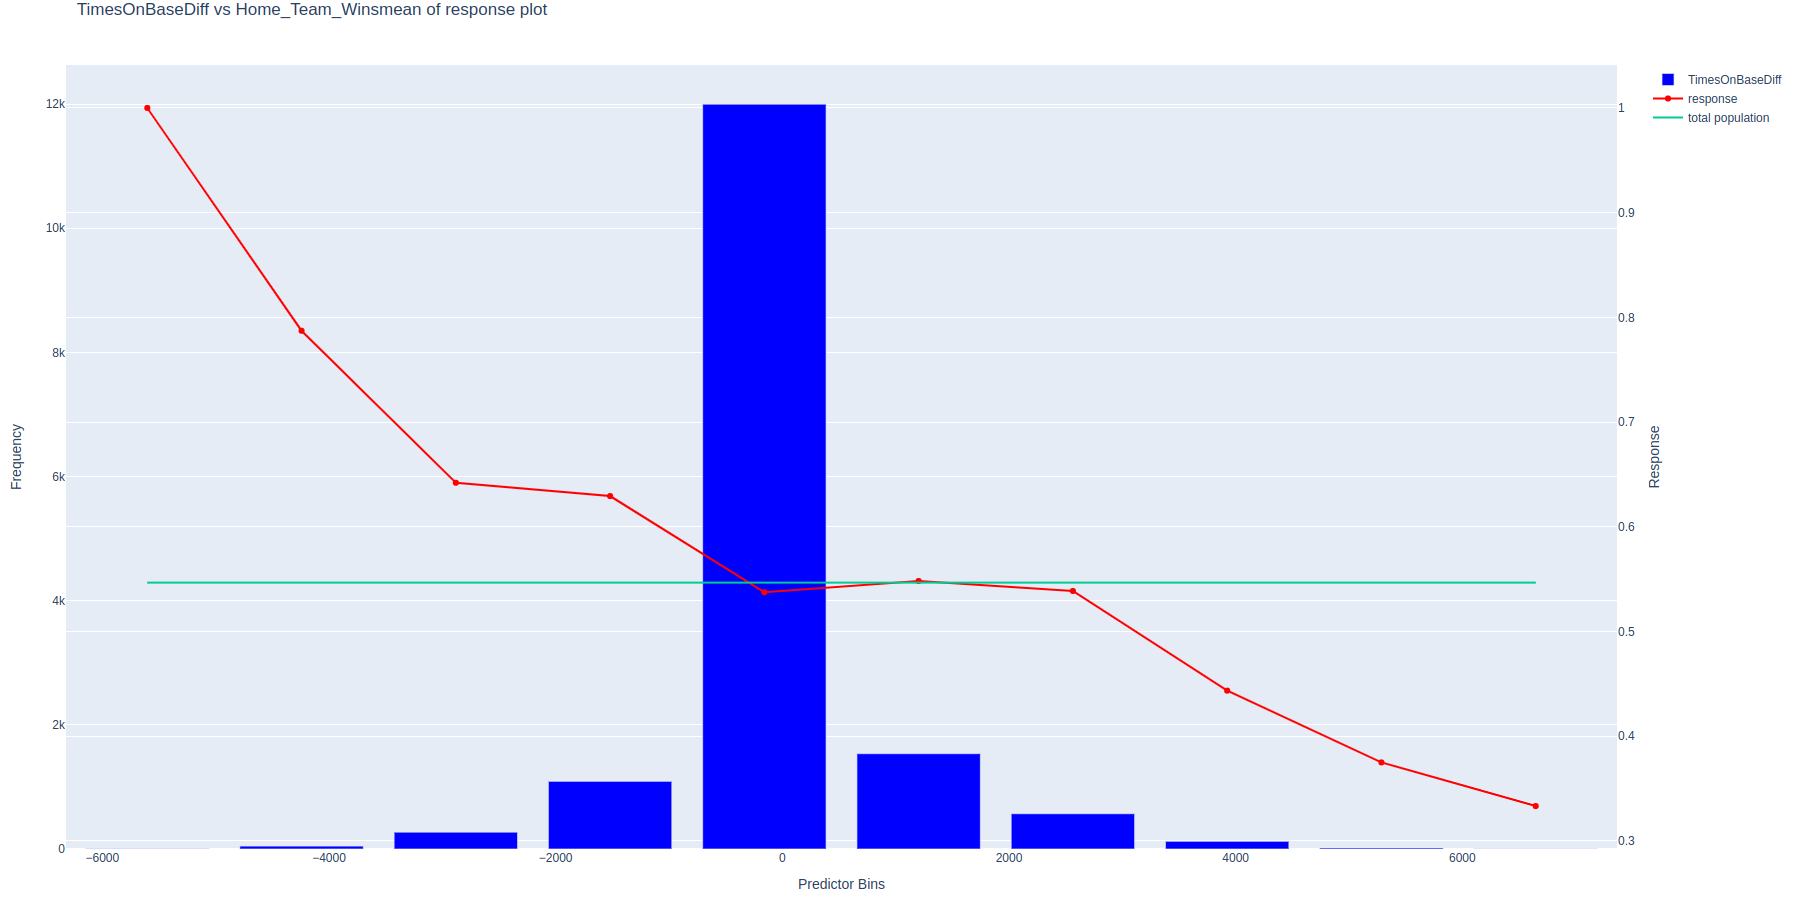 TimesOnBaseDiff vs Home_Team_Winsmean of response plot
TimesOnBaseDiff
response
total population
12k
10k
8k
6k
4k
2k
0
Frequency
1
0.9
0.8
0.7
0.6
0.5
0.4
0.3
Response
−6000
−4000
−2000
0
2000
4000
6000
Predictor Bins